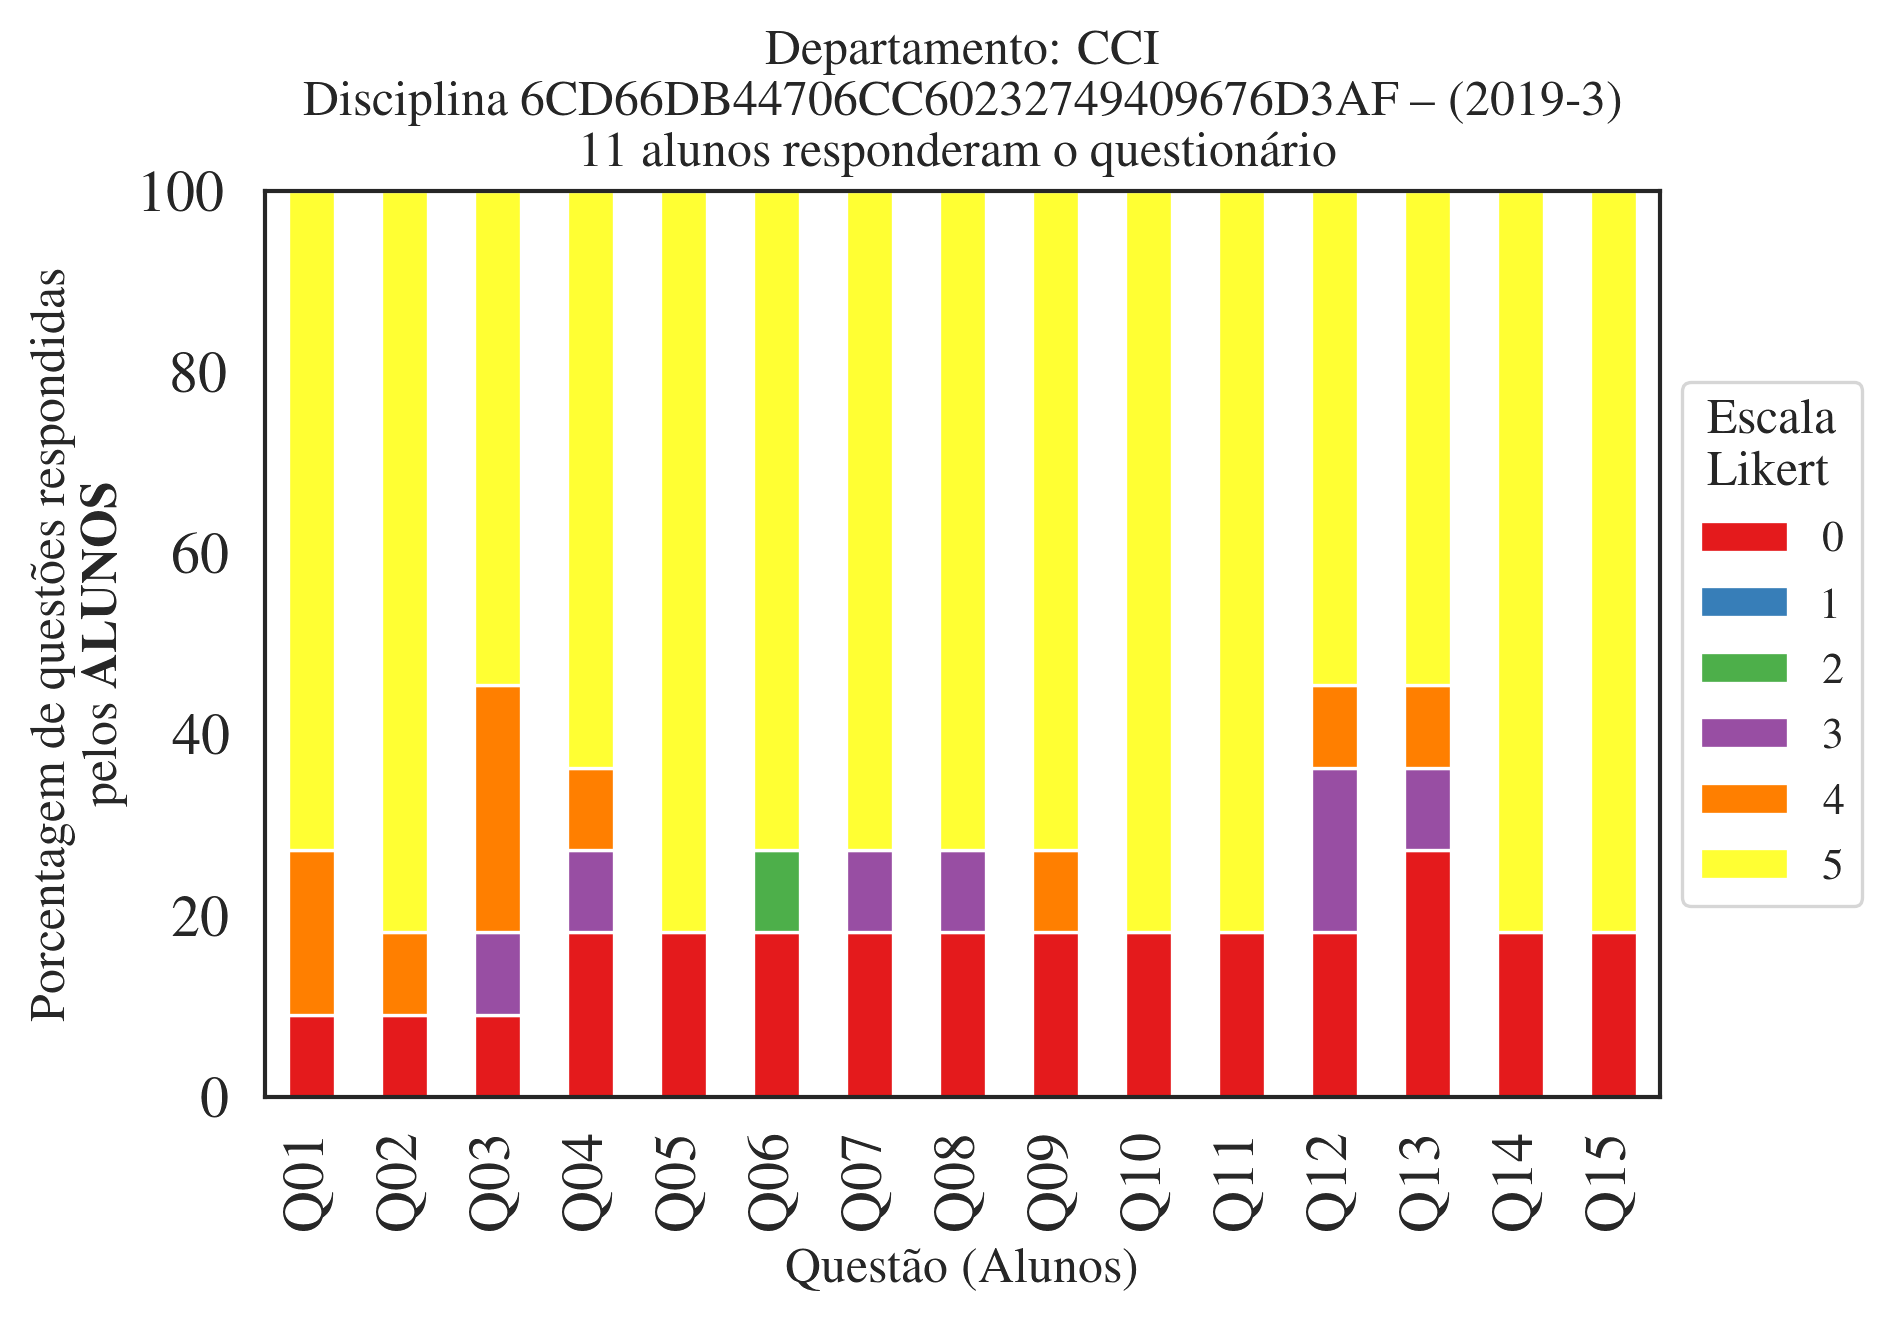 Departamento: CCI
Disciplina 6CD66DB44706CC60232749409676D3AF – (2019-3)
11 alunos responderam o questionário
Porcentagem de questões respondidas
pelos ALUNOS
100
80
60
40
20
0
Q01
Q02
Q03
Q04
Q05
Q06
Q07
Q08
Q09
Q10
Q11
Q12
Q13
Q14
Q15
Questão (Alunos)
Escala
Likert
0
1
2
3
4
5